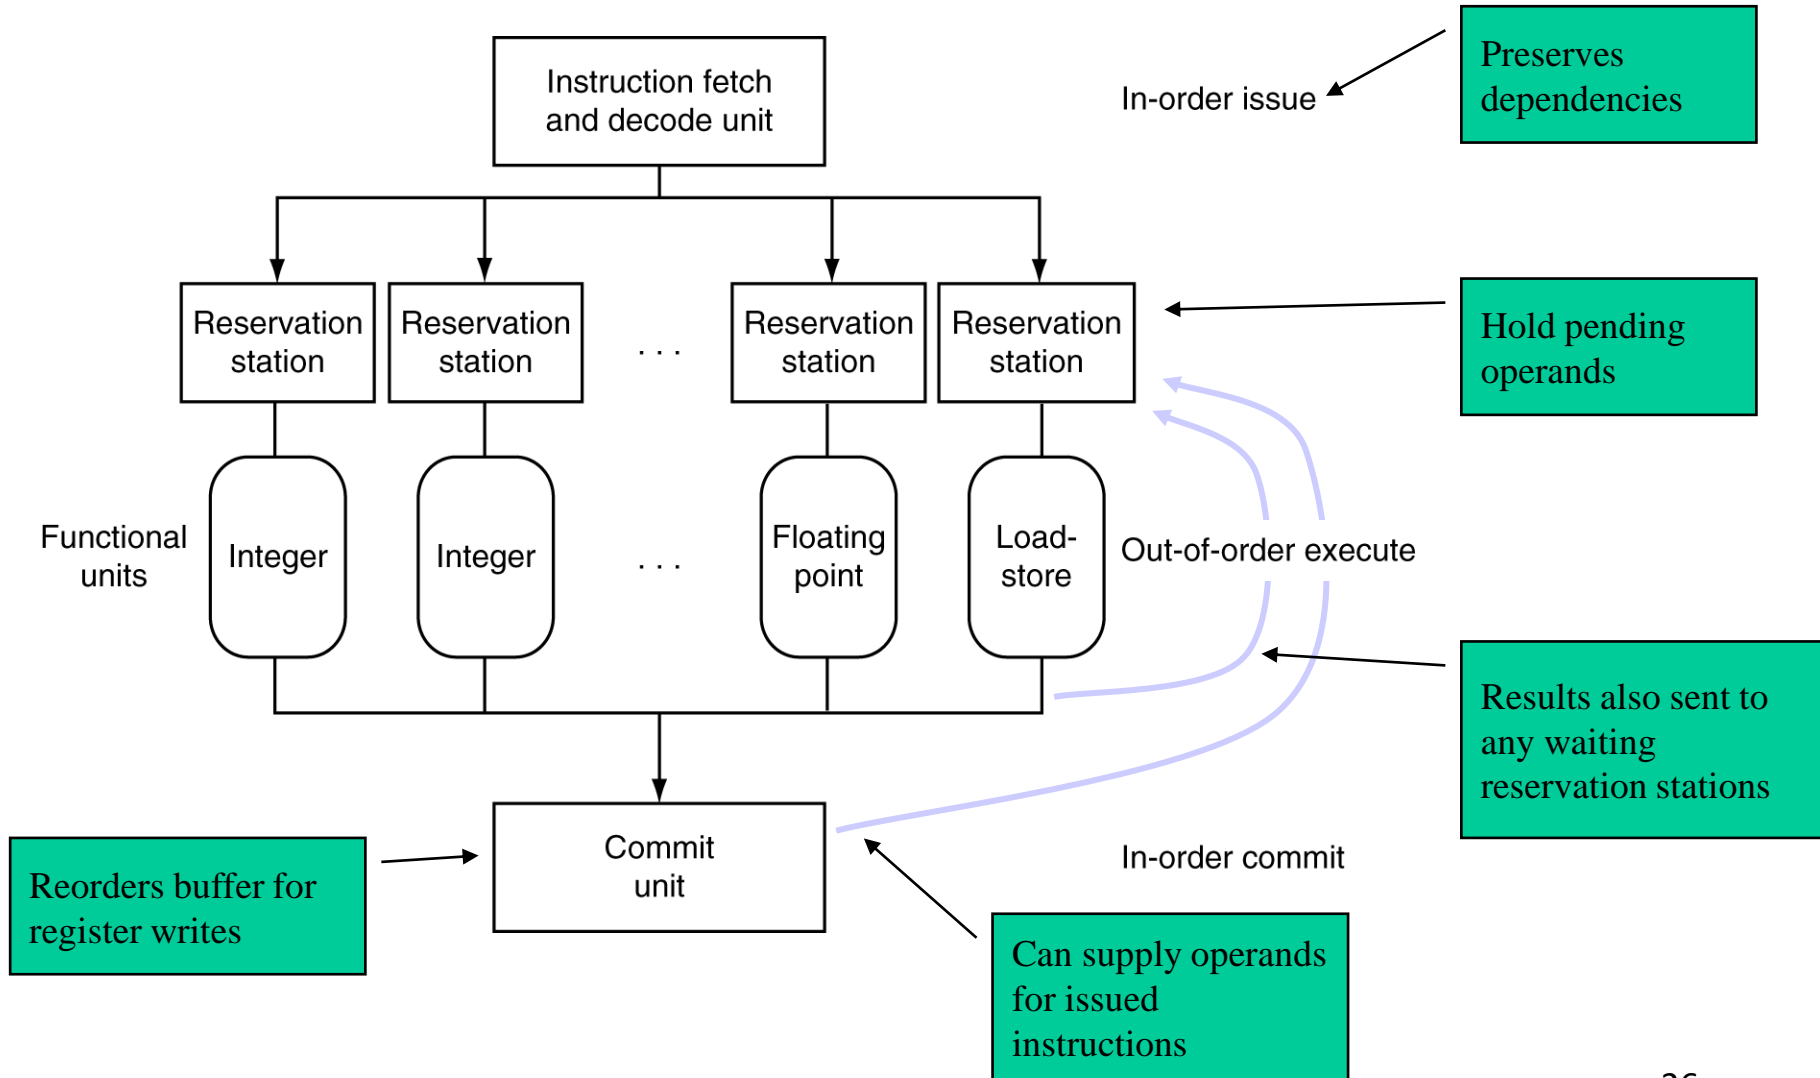 Preserves
dependencies
Instruction fetch
and decode unit
In-order issue
Reservation
station
Reservation
station
. . .
Reservation
station
Reservation
station
Hold pending
operands
Functional
units
Integer
Integer
. . .
Floating
point
Load-
store
Out-of-order execute
Results also sent to
any waiting
reservation stations
Commit
unit
In-order commit
Reorders buffer for
register writes
Can supply operands
for issued
instructions